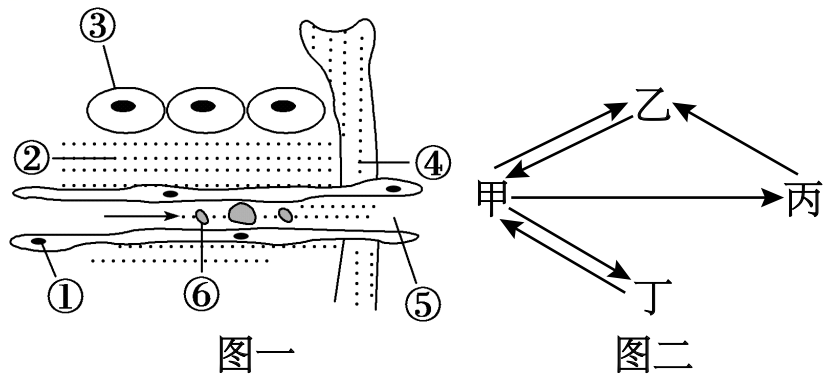 ③
②
④
①
⑥
⑤
图一
乙
甲
丙
丁
图二